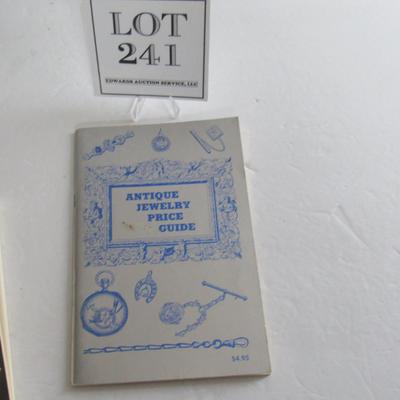 LOT
241
EDWARDS AUCTION SERVICE, LLC
ANTIQUE
JEWELRY
PRICE
GUIDE
$4.95